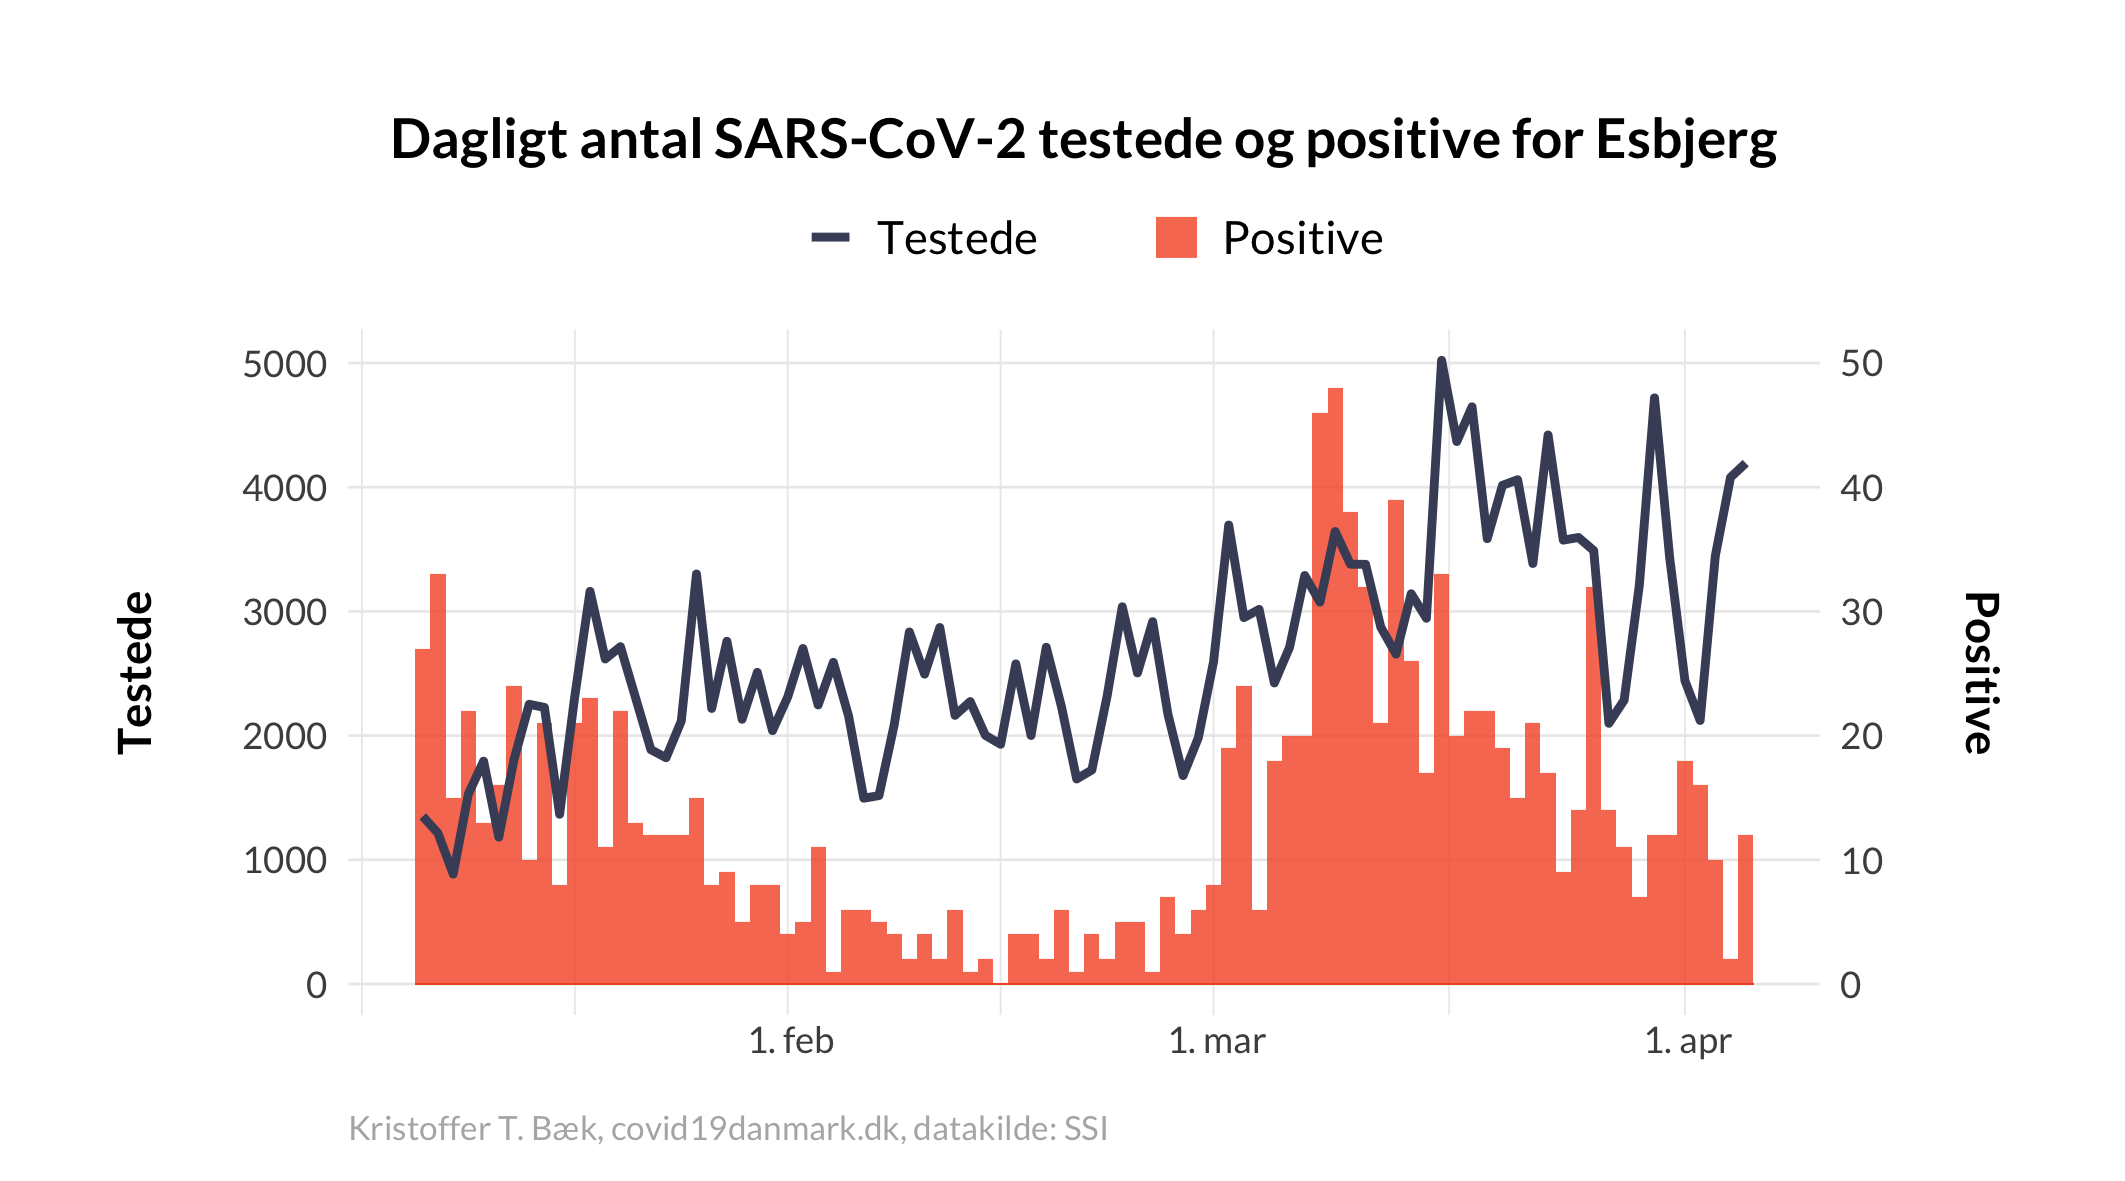 Dagligt antal SARS-CoV-2 testede og positive for Esbjerg
Testede Positive
5000 50
4000 40
3000 30
2000 20
1000 10
0 0
Testede
Positive
1. feb 1. mar 1. apr
Kristoffer T. Bæk, covid19danmark.dk, datakilde: SSI